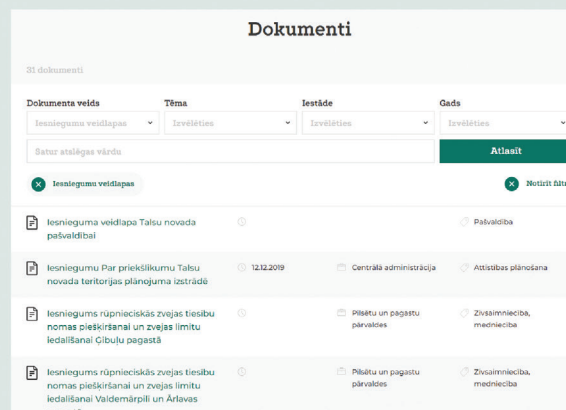 Dokumenti
31 dokumenti
Dokumenta veids Tēma Iestāde Gads
Iesniegumu veidlapas Izvēlēties Izvēlēties Izvēlēties
Satur atslēgas vārdu Atlasīt
Iesniegumu veidlapas Notīrīt filtr
Iesnieguma veidlapa Talsu novada Pašvaldība
pašvaldībai
Iesniegumu Par priekšlikumu Talsu 12.12.2019 Centrālā administrācija Attīstības plānošana
novada teritorijas plānojuma izstrādē
Iesniegums rūpnieciskās zvejas tiesību Pilsētu un pagastu Zivsaimniecība,
nomas piešķiršanai un zvejas limitu pārvaldes medniecība
iedalīšanai Ģibuļu pagastā
Iesniegums rūpnieciskās zvejas tiesību Pilsētu un pagastu Zivsaimniecība,
nomas piešķiršanai un zvejas limitu pārvaldes medniecība
iedalīšanai Valdemārpilī un Ārlavas